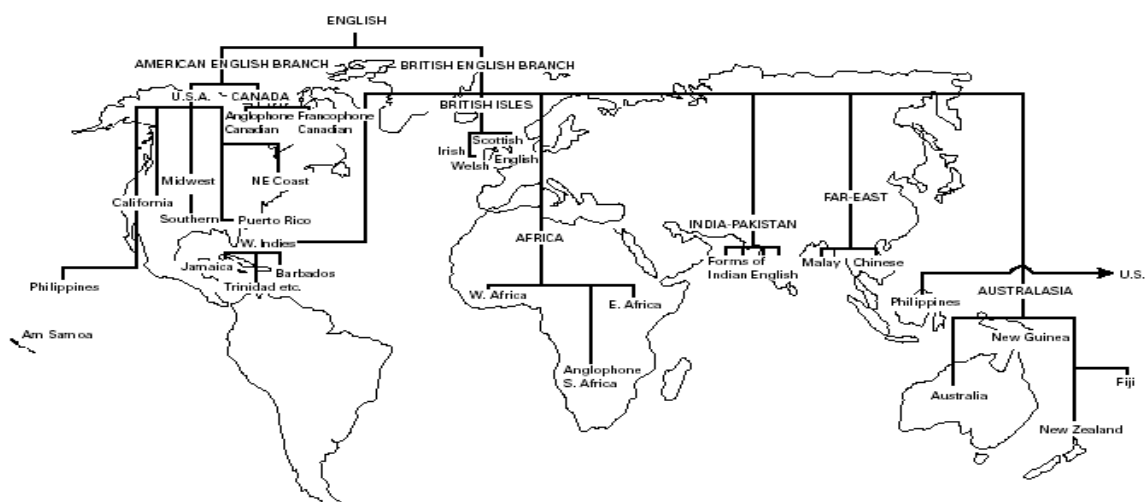 ENGLISH
AMERICAN ENGLISH BRANCH
BRITISH ENGLISH BRANCH
U.S.A.
CANADA
BRITISH ISLES
Anglophone
Canadian
Francophone
Canadian
Scottish
Irish
Welsh
English
Midwest
NE Coast
California
Southern
Puerto Rico
W. Indies
Jamaica
Barbados
Trinidad etc.
Philippines
Am Samoa
AFRICA
W. Africa
E. Africa
Anglophone
S. Africa
INDIA-PAKISTAN
Forms of
Indian English
FAR-EAST
Malay
Chinese
U.S.
Philippines
AUSTRALASIA
New Guinea
Australia
Fiji
New Zealand